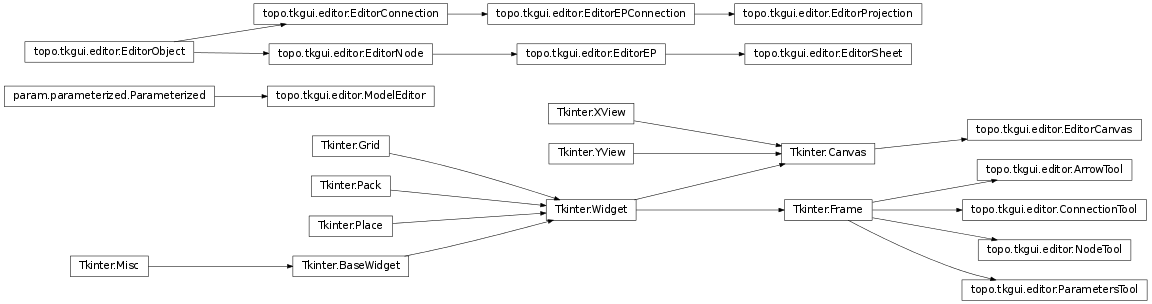 topo.tkgui.editor.EditorConnection
topo.tkgui.editor.EditorEPConnection
topo.tkgui.editor.EditorProjection
topo.tkgui.editor.EditorObject
topo.tkgui.editor.EditorNode
topo.tkgui.editor.EditorEP
topo.tkgui.editor.EditorSheet
param.parameterized.Parameterized
topo.tkgui.editor.ModelEditor
Tkinter.XView
topo.tkgui.editor.EditorCanvas
Tkinter.Grid
Tkinter.YView
Tkinter.Canvas
topo.tkgui.editor.ArrowTool
Tkinter.Pack
Tkinter.Widget
Tkinter.Frame
topo.tkgui.editor.ConnectionTool
Tkinter.Place
topo.tkgui.editor.NodeTool
Tkinter.Misc
Tkinter.BaseWidget
topo.tkgui.editor.ParametersTool